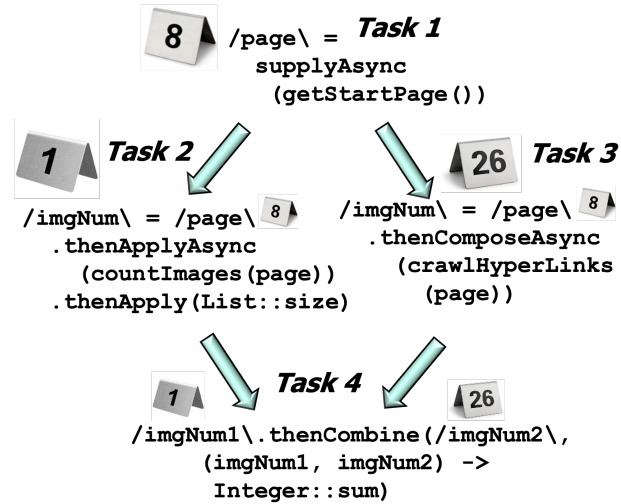 8 /page\ = Task 1
supplyAsync
(getStartPage())
1 Task 2
/imgNum\ = /page\ 8
.thenApplyAsync
(countImages(page))
.thenApply(List::size)
26 Task 3
/imgNum\ = /page\ 8
.thenComposeAsync
(crawlHyperLinks
(page))
Task 4
1 26
/imgNum1\.thenCombine(/imgNum2\,
(imgNum1, imgNum2) ->
Integer::sum)